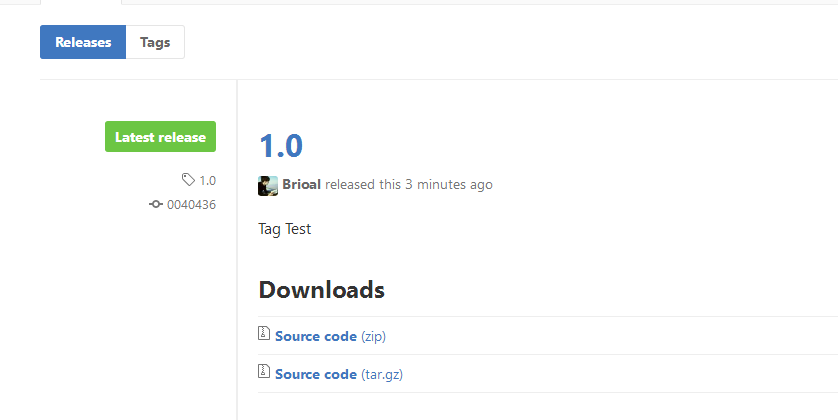 Releases Tags
Latest release
1.0
0040436
1.0
Brioal released this 3 minutes ago
Tag Test
Downloads
Source code (zip)
Source code (tar.gz)